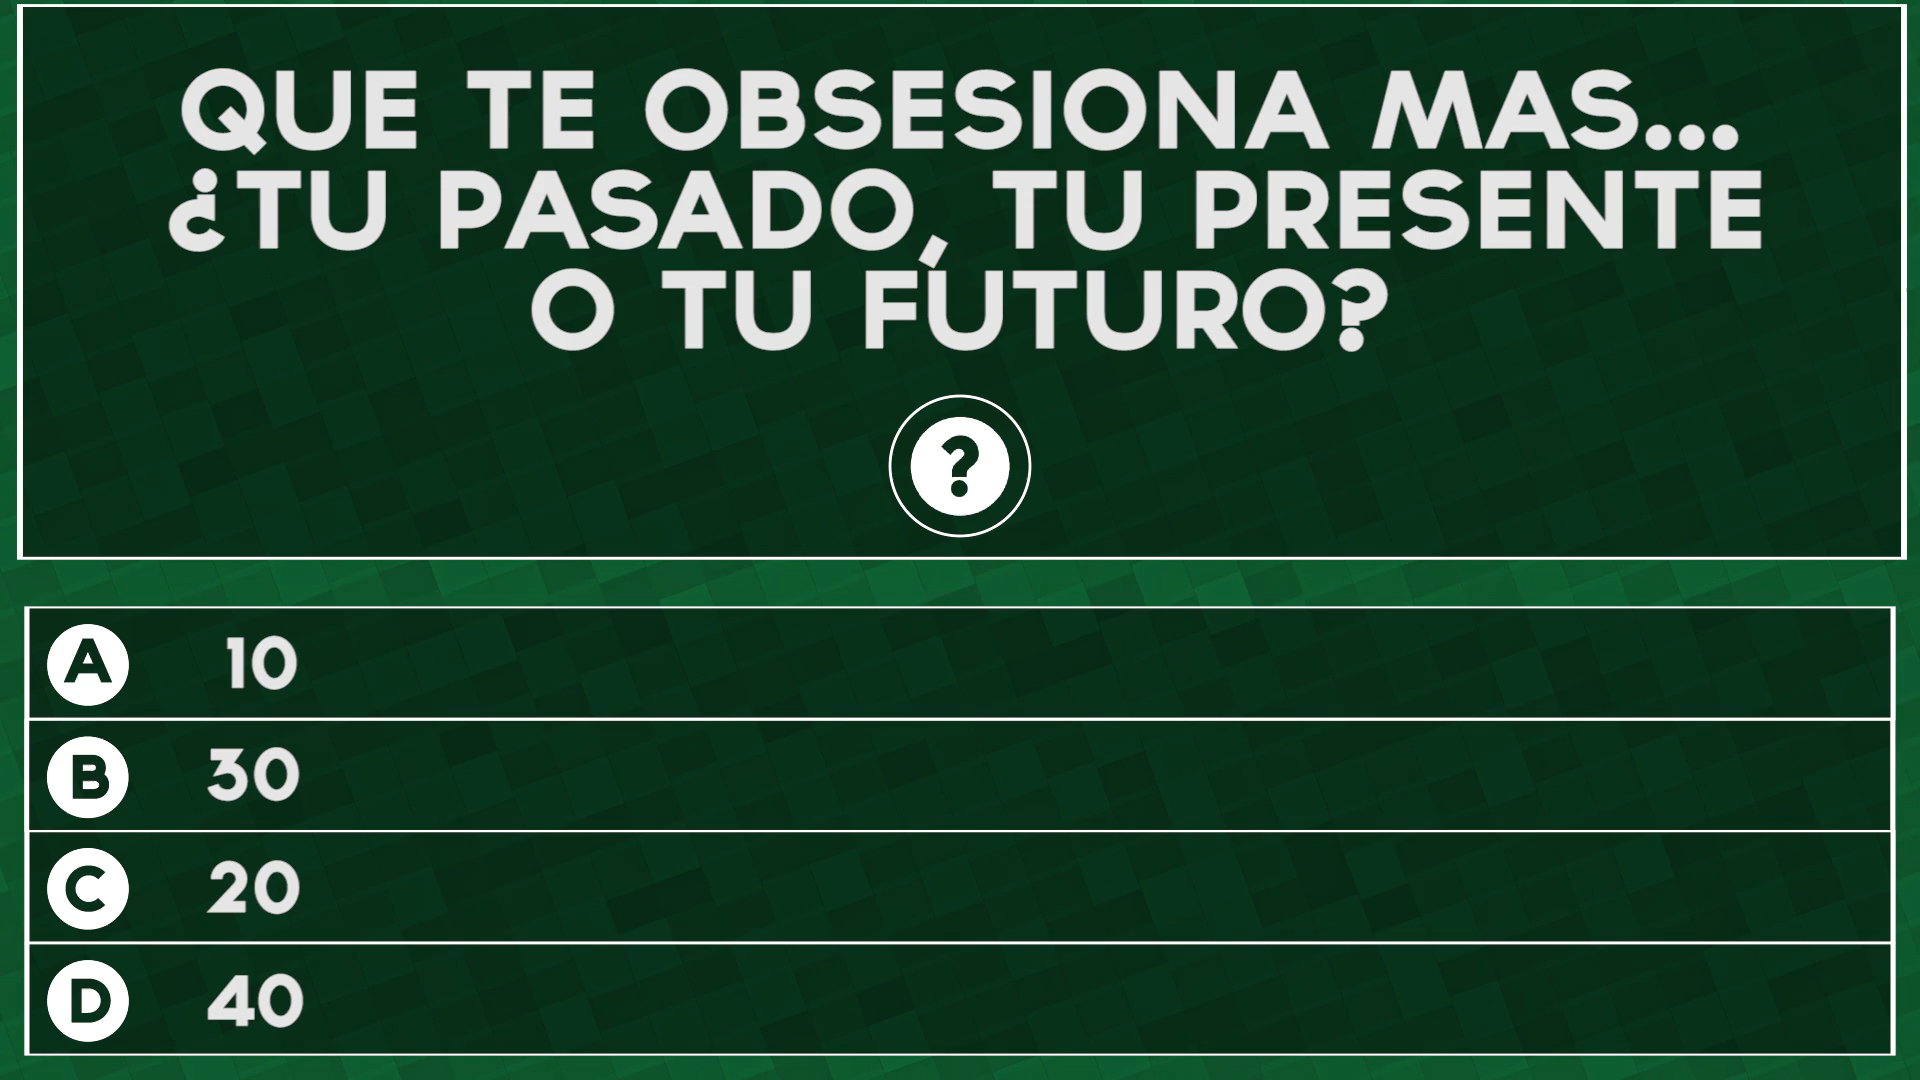 QUE TE OBSESIONA MAS...
¿TU PASADO, TU PRESENTE
O TU FUTURO?
?
A 10
B 30
C 20
D 40